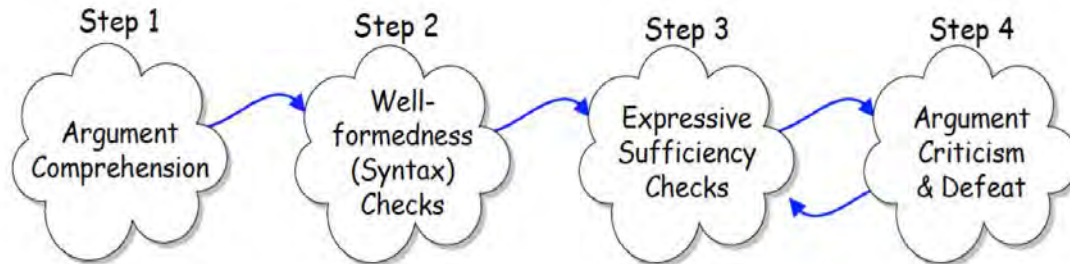 Step 1
Argument
Comprehension
Step 2
Well-
formedness
(Syntax)
Checks
Step 3
Expressive
Sufficiency
Checks
Step 4
Argument
Criticism
& Defeat